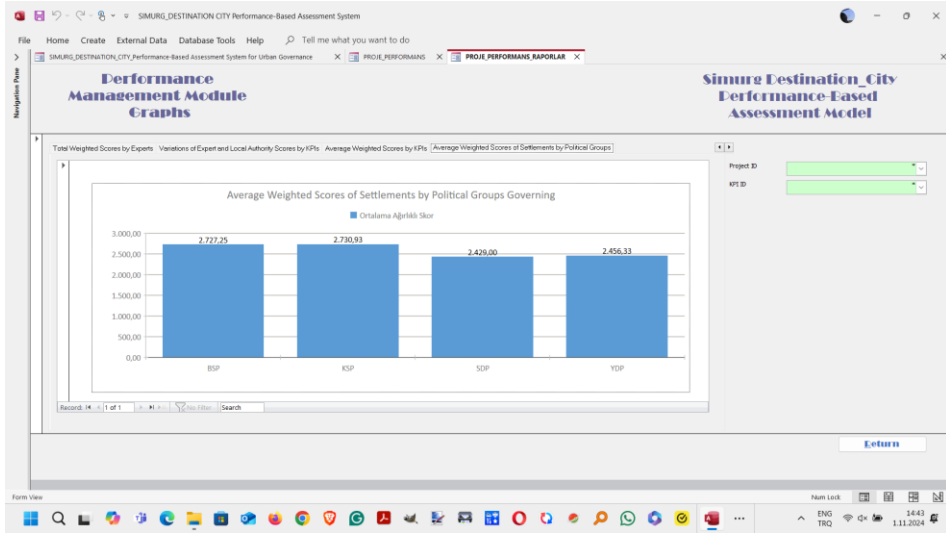 SIMURG_DESTINATION CITY Performance-Based Assessment System
File Home Create External Data Database Tools Help Tell me what you want to do
SIMURG_DESTINATION_CITY_Performance-Based Assessment System for Urban Governance X PROJE_PERFORMANS X PROJE_PERFORMANS_RAPORLAR X
Navigation Pane
Performance
Management Module
Graphs
Simurg Destination_City
Performance-Based
Assessment Model
Total Weighted Scores by Experts Variations of Expert and Local Authority Scores by KPIs Average Weighted Scores by KPIs Average Weighted Scores of Settlements by Political Groups
Project ID
KPI ID
Average Weighted Scores of Settlements by Political Groups Governing
Ortalama Ağırlıklı Skor
3.000,00
2.500,00
2.000,00
1.500,00
1.000,00
500,00
0,00
2.727,25 2.730,93 2.429,00 2.456,33
BSP KSP SDP YDP
Record: 1 of 1 No Filter Search
Return
Form View Num Lock
ENG 14:43
TRQ 1.11.2024